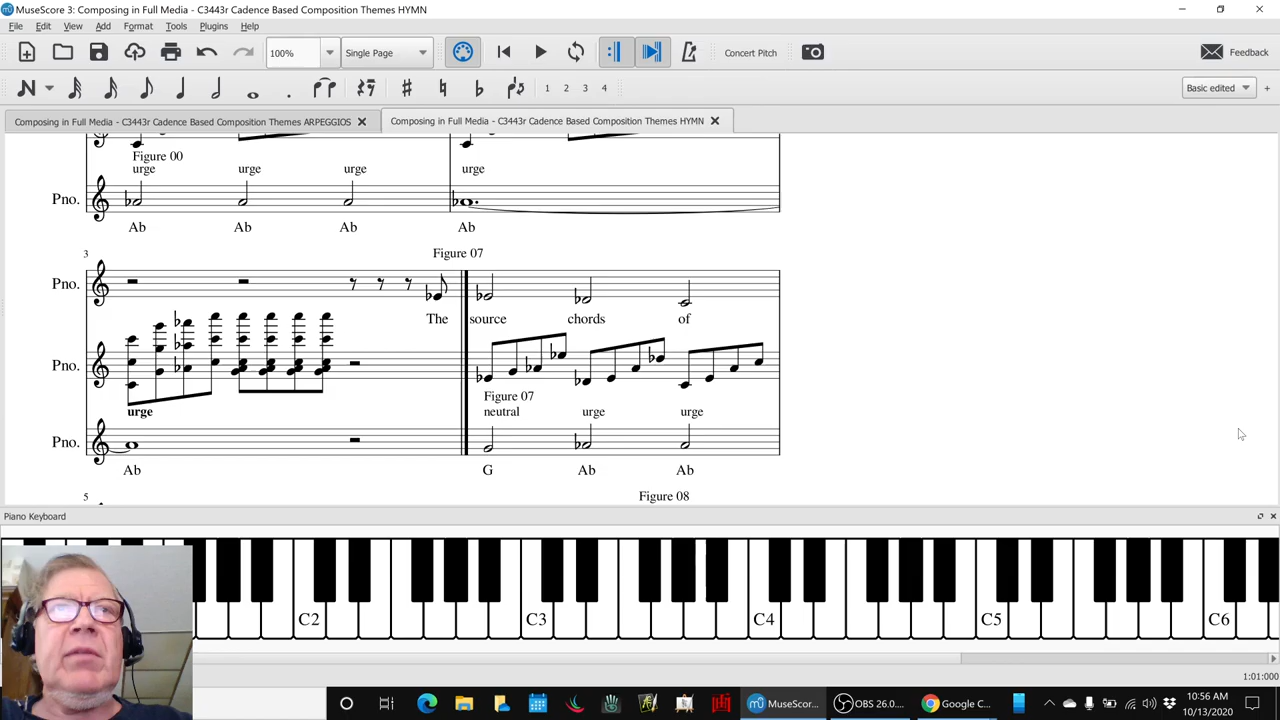 MuseScore 3: Composing in Full Media - C3443r Cadence Based Composition Themes HYMN
File Edit View Add Format Tools Plugins Help
100% Single Page Concert Pitch Feedback
1 2 3 4 Basic edited +
Composing in Full Media - C3443r Cadence Based Composition Themes ARPEGGIOS Composing in Full Media - C3443r Cadence Based Composition Themes HYMN
Figure 00
urge urge urge urge
Pno.
Ab Ab Ab Ab
3 Figure 07
Pno.
The source chords of
Pno.
Figure 07
urge neutral urge urge
Pno.
Ab G Ab Ab
5 Figure 08
Piano Keyboard
C2 C3 C4 C5 C6
1:01:000
MuseScor... OBS 26.0.... Google C... 10:56 AM
10/13/2020